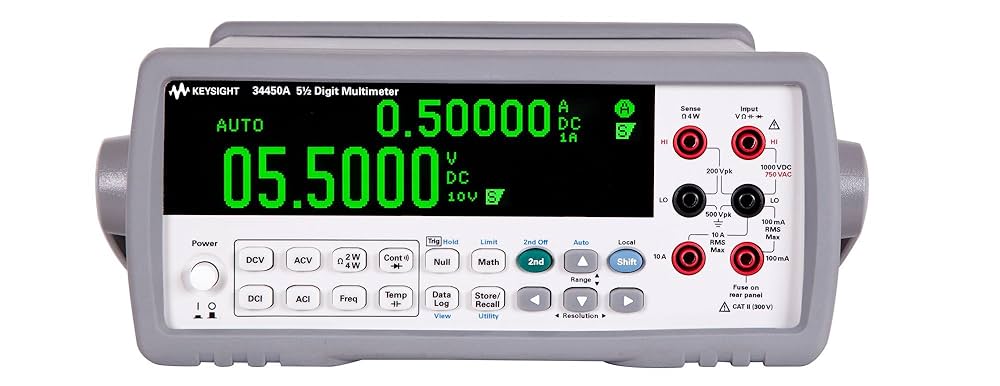 KEYSIGHT 34450A 5½ Digit Multimeter
AUTO
0.50000 A DC 1A
A
S
05.5000 V DC 10V S
Sense Ω 4 W
Input V Ω
HI
HI
1000 VDC
750 VAC
200 Vpk
LO
LO
500 Vpk
100 mA RMS Max
10 A RMS Max
10 A
100 mA
Fuse on rear panel
CAT II (300 V)
Power
I O
Trig Hold
Limit
2nd Off
Auto
Local
DCV
ACV
Ω 2 W 4 W
Cont
Null
Math
2nd
Shift
Range
DCI
ACI
Freq
Temp
Data Log
Store/ Recall
View
Utility
Resolution